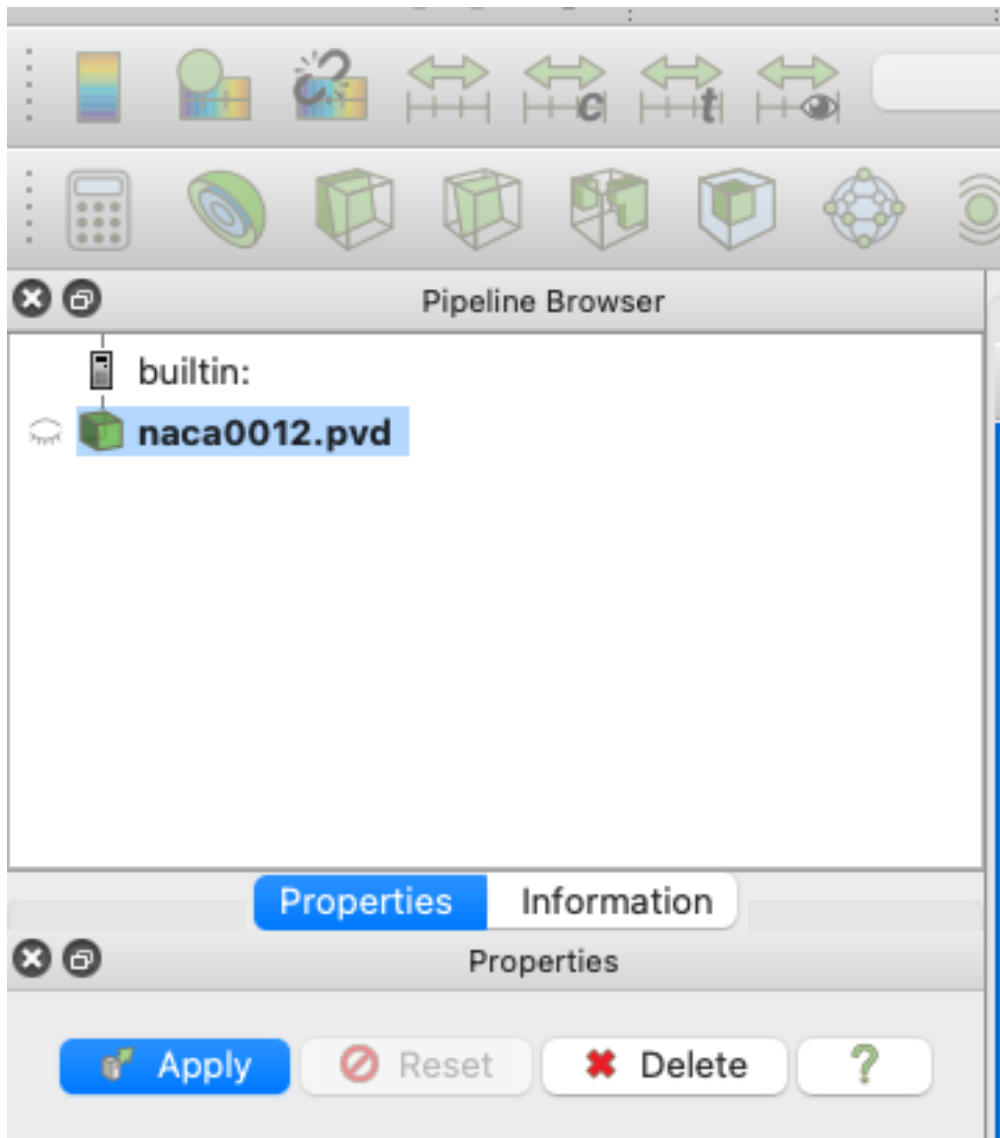 c t
Pipeline Browser
builtin:
naca0012.pvd
Properties Information
Properties
Apply Reset Delete ?